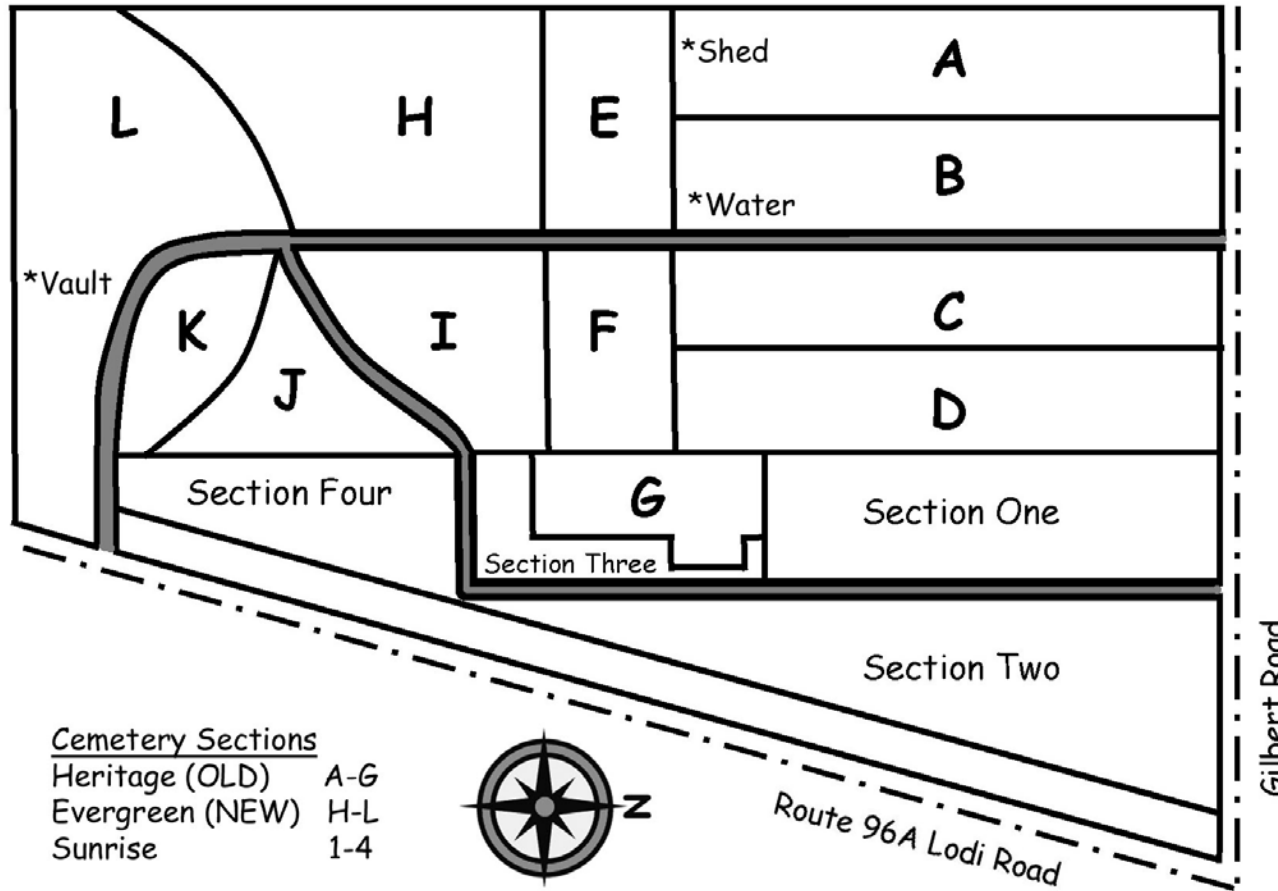 *Shed
A
L
H
E
B
*Water
*Vault
K
I
F
C
J
D
Section Four
G
Section One
Section Three
Section Two
Gilbert Road
Cemetery Sections
Heritage (OLD) A-G
Evergreen (NEW) H-L
Sunrise 1-4
N
Route 96A Lodi Road